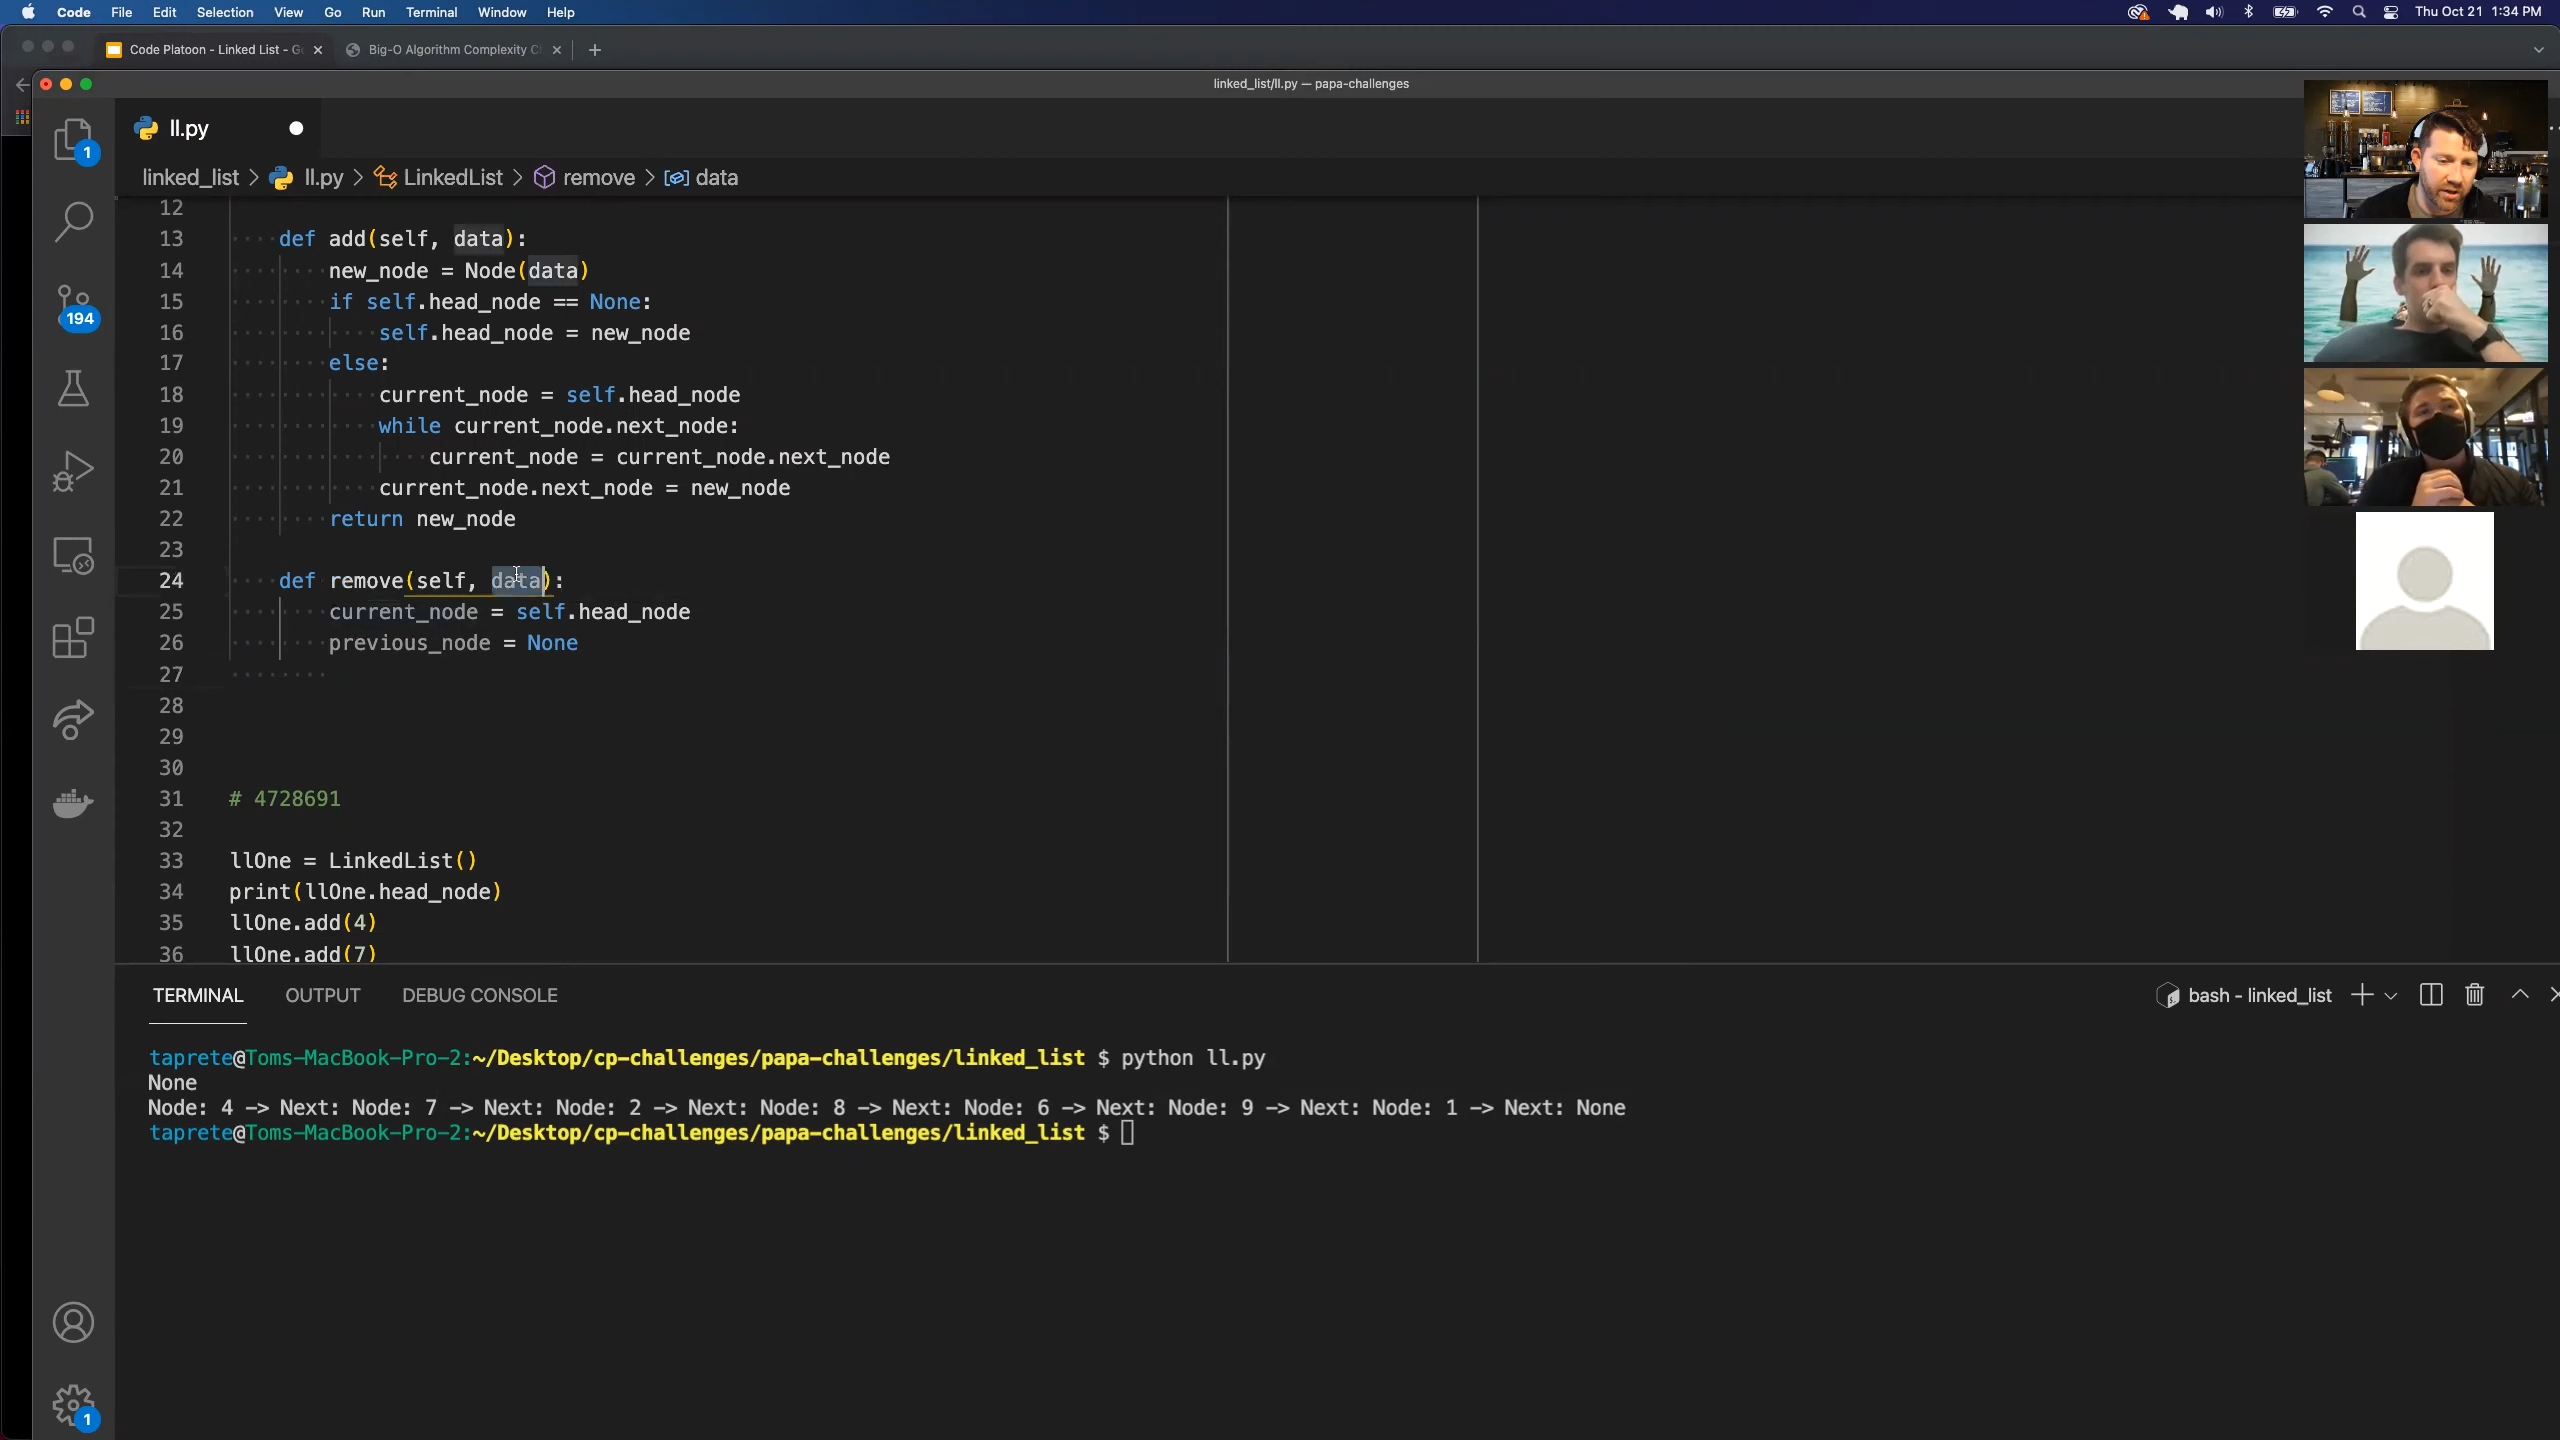 Code File Edit Selection View Go Run Terminal Window Help Thu Oct 21 1:34 PM
Code Platoon - Linked List - G Big-O Algorithm Complexity C
linked_list/ll.py — papa-challenges
ll.py
linked_list > ll.py > LinkedList > remove > data
1
194
12
13 def add(self, data):
14 new_node = Node(data)
15 if self.head_node == None:
16 self.head_node = new_node
17 else:
18 current_node = self.head_node
19 while current_node.next_node:
20 current_node = current_node.next_node
21 current_node.next_node = new_node
22 return new_node
23
24 def remove(self, data):
25 current_node = self.head_node
26 previous_node = None
27
28
29
30
31 # 4728691
32
33 llOne = LinkedList()
34 print(llOne.head_node)
35 llOne.add(4)
36 llOne.add(7)
TERMINAL OUTPUT DEBUG CONSOLE bash - linked_list
taprete@Toms-MacBook-Pro-2:~/Desktop/cp-challenges/papa-challenges/linked_list $ python ll.py
None
Node: 4 -> Next: Node: 7 -> Next: Node: 2 -> Next: Node: 8 -> Next: Node: 6 -> Next: Node: 9 -> Next: Node: 1 -> Next: None
taprete@Toms-MacBook-Pro-2:~/Desktop/cp-challenges/papa-challenges/linked_list $
1